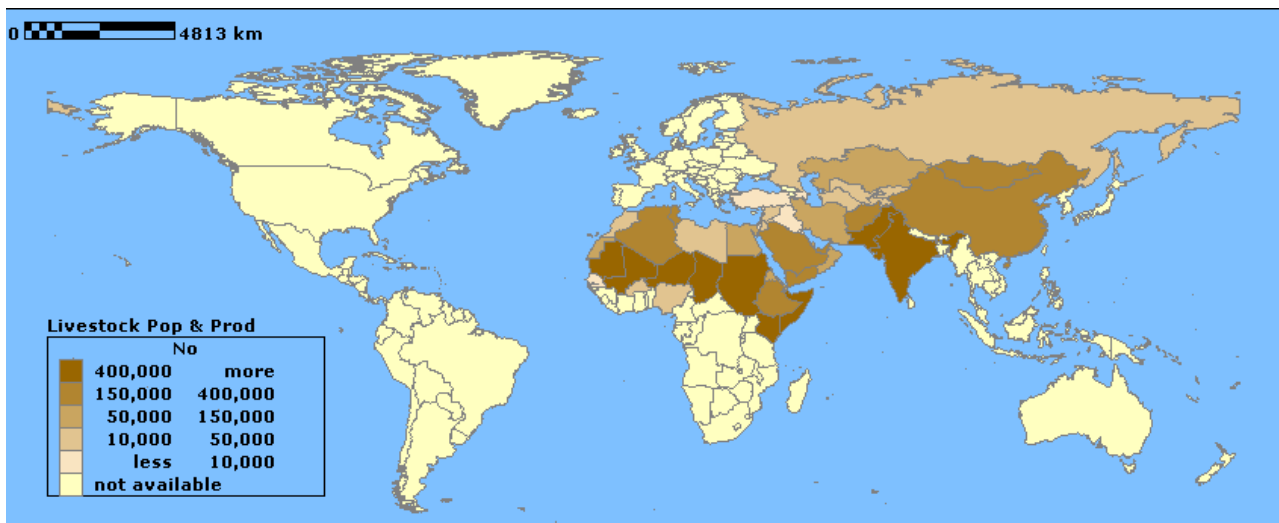 0 4813 km
Livestock Pop & Prod
No
400,000 more
150,000 400,000
50,000 150,000
10,000 50,000
less 10,000
not available